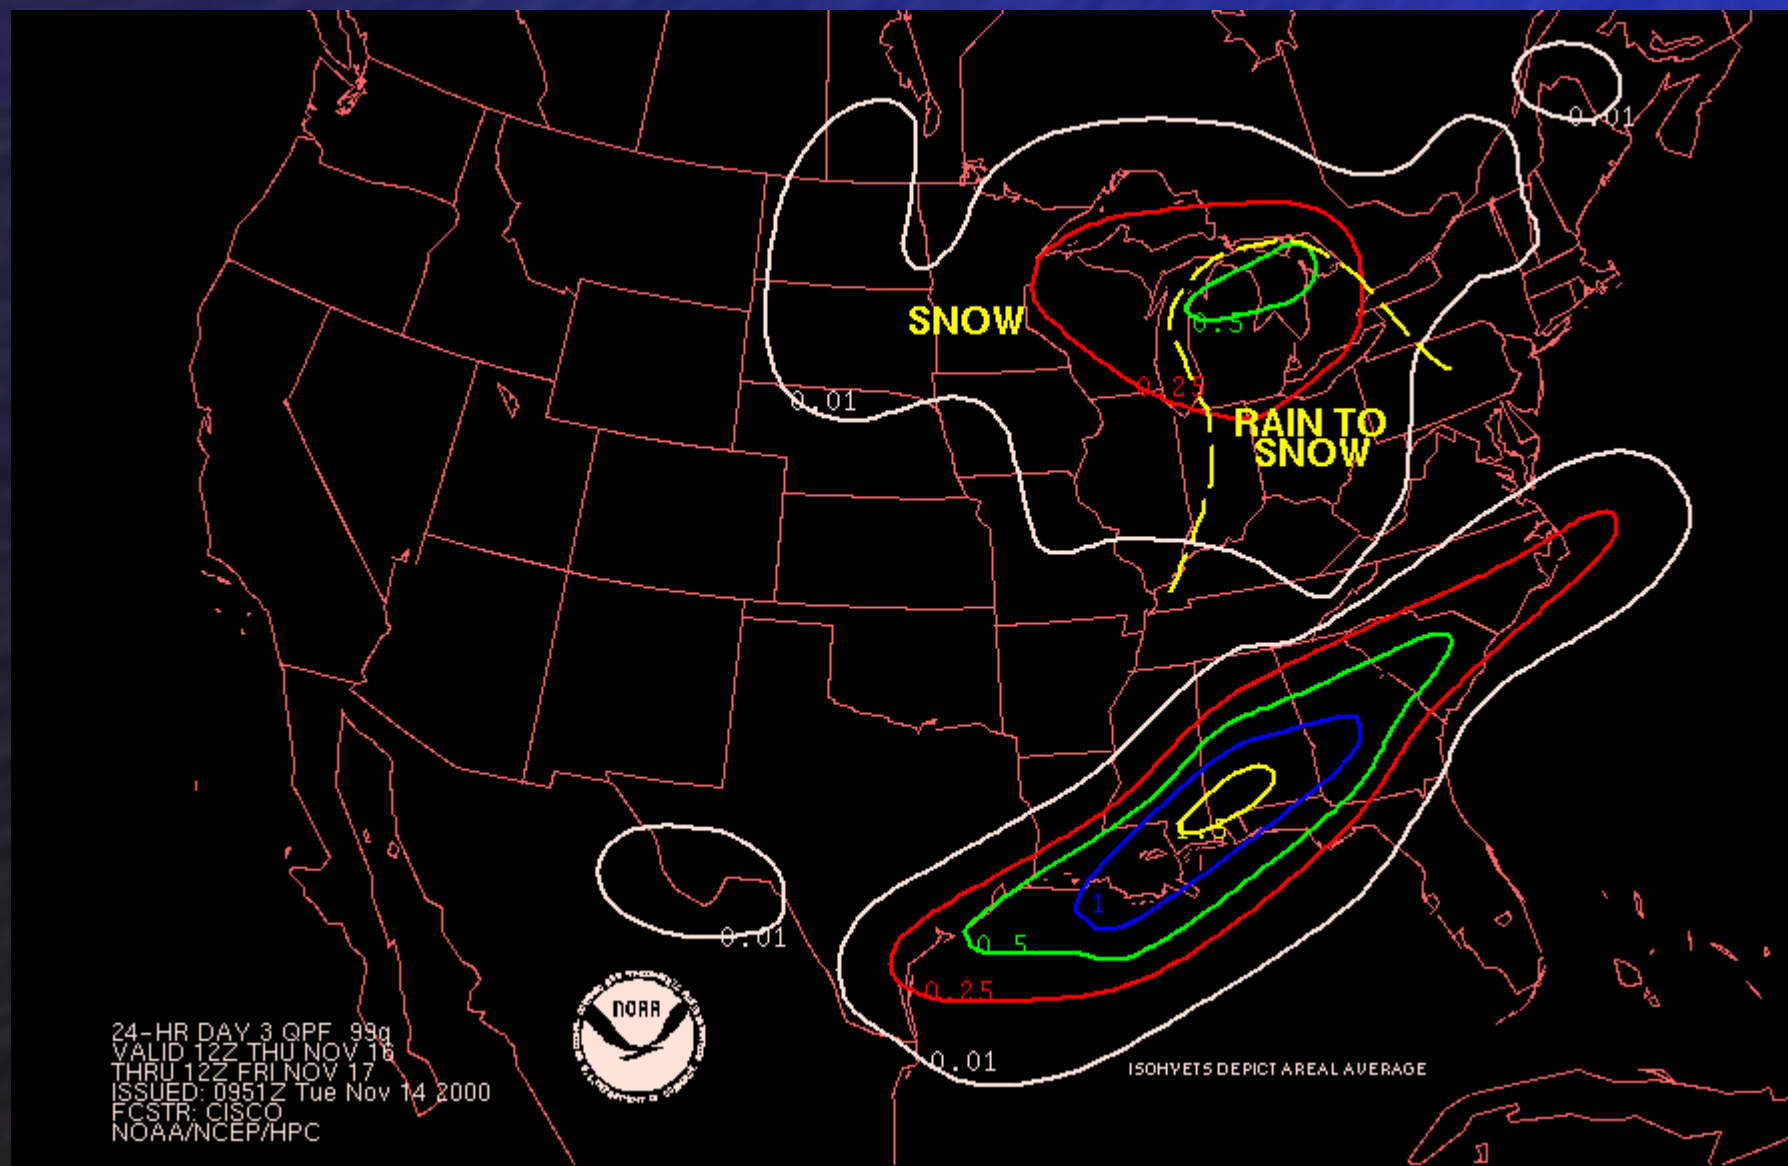 0.01
SNOW
0.5
0.25
0.01
RAIN TO
SNOW
1
0.01
0.5
0.25
0.01
NOAA
24-HR DAY 3 QPF 99q
VALID 12Z THU NOV 16
THRU 12Z FRI NOV 17
ISSUED: 0951Z Tue Nov 14 2000
FCSTR: CISCO
NOAA/NCEP/HPC
ISOHYETS DEPICT AREAL AVERAGE